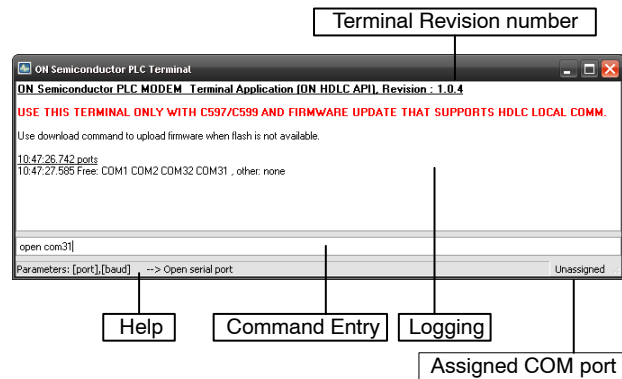 Terminal Revision number
ON Semiconductor PLC Terminal
ON Semiconductor PLC MODEM Terminal Application (ON HDLC API), Revision : 1.0.4
USE THIS TERMINAL ONLY WITH C597/C599 AND FIRMWARE UPDATE THAT SUPPORTS HDLC LOCAL COMM.
Use download command to upload firmware when flash is not available.
10:47:26.742 ports
10:47:27.585 Free: COM1 COM2 COM32 COM31 , other: none
open com31
Parameters: [port],[baud] --> Open serial port
Unassigned
Help
Command Entry
Logging
Assigned COM port